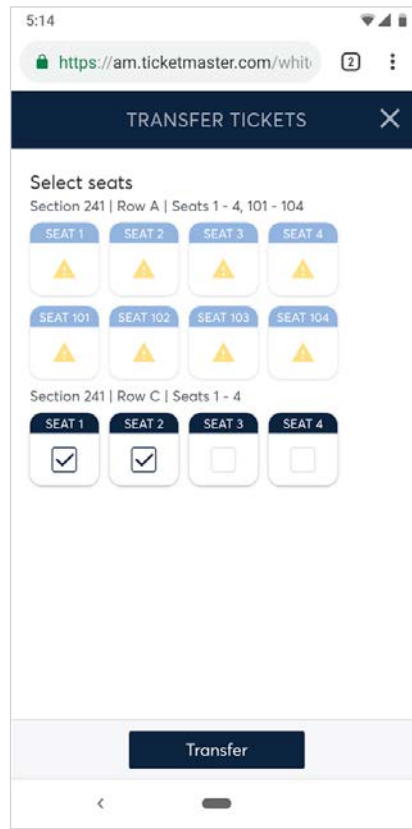 5:14
https://am.ticketmaster.com/whit
2
TRANSFER TICKETS
Select seats
Section 241 | Row A | Seats 1 - 4, 101 - 104
SEAT 1 SEAT 2 SEAT 3 SEAT 4
SEAT 101 SEAT 102 SEAT 103 SEAT 104
Section 241 | Row C | Seats 1 - 4
SEAT 1 SEAT 2 SEAT 3 SEAT 4
Transfer